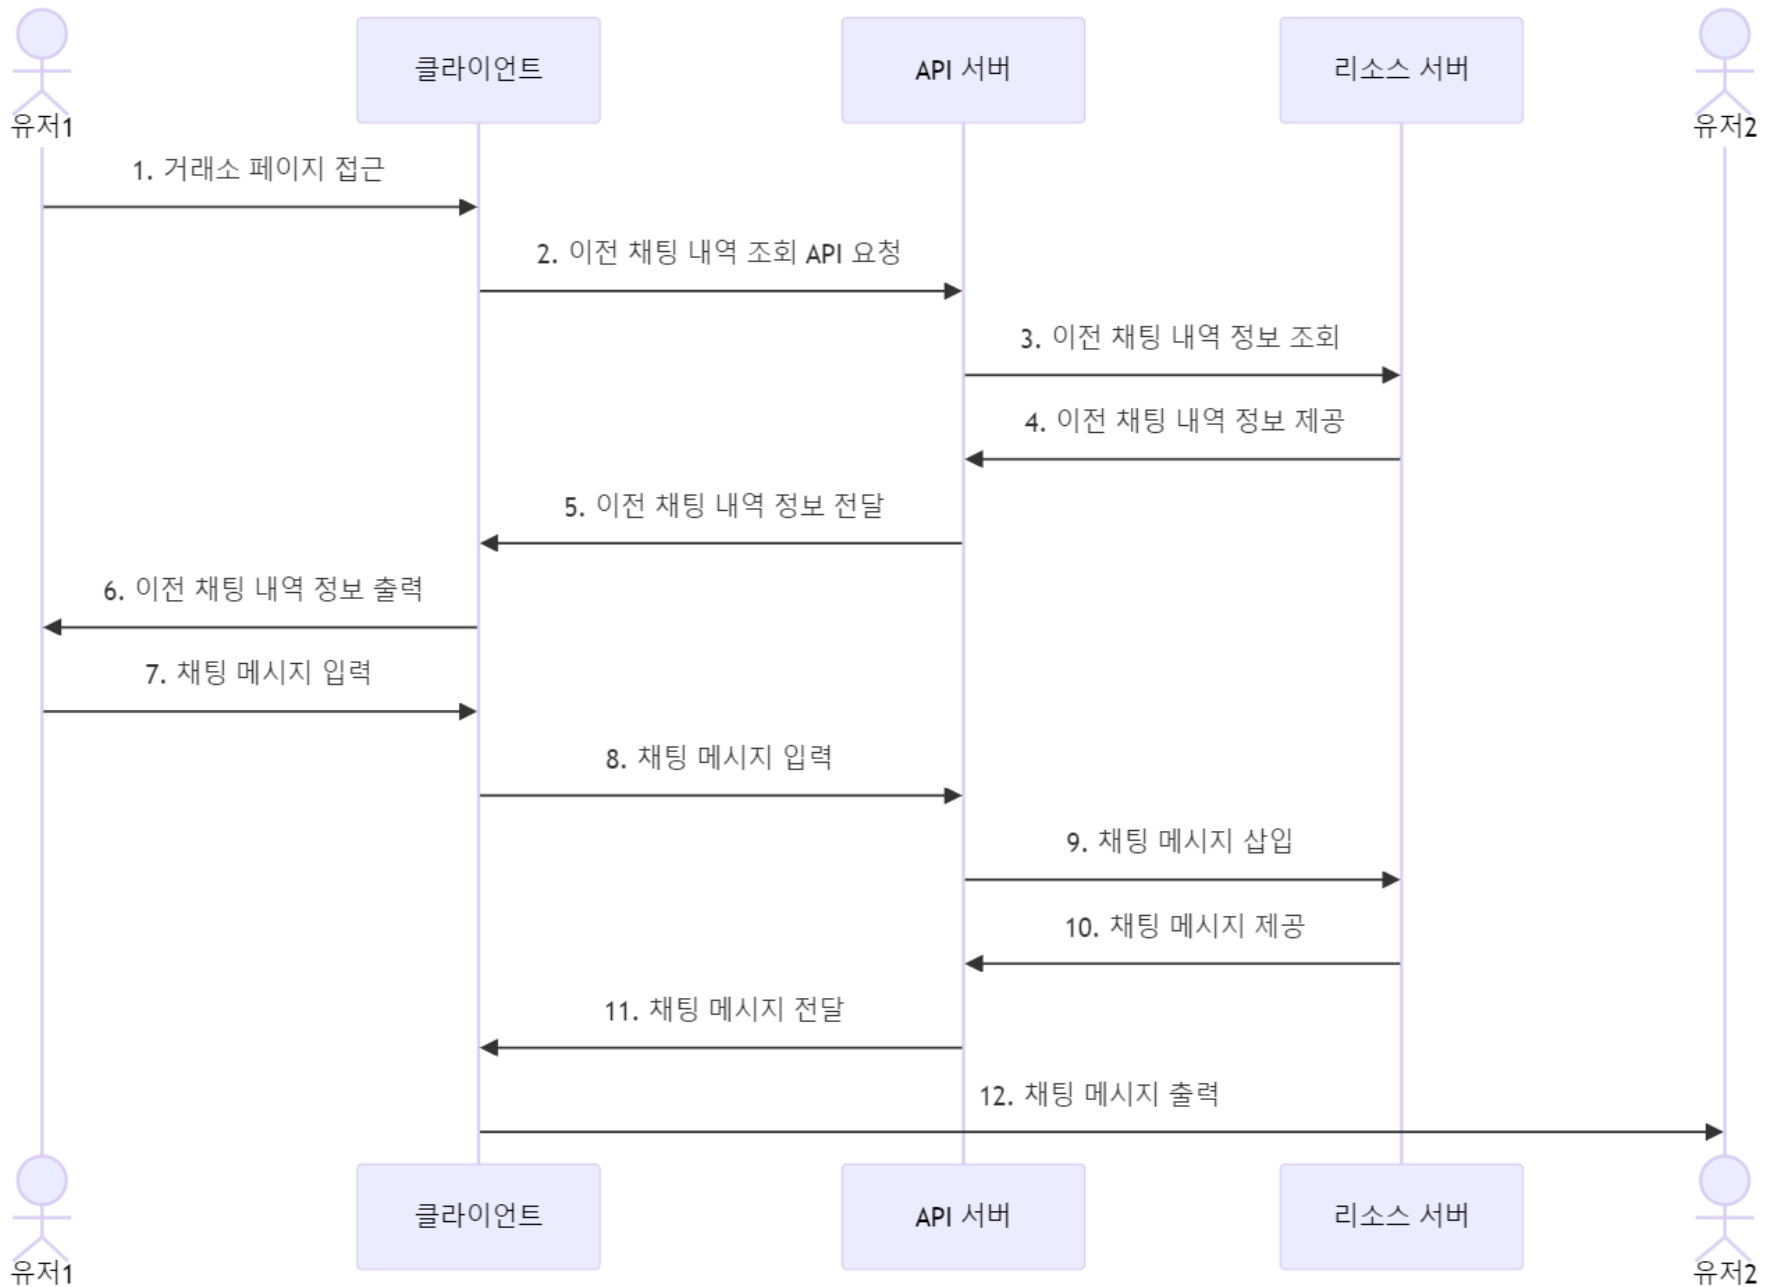 클라이언트
API 서버
리소스 서버
유저1
유저2
1. 거래소 페이지 접근
2. 이전 채팅 내역 조회 API 요청
3. 이전 채팅 내역 정보 조회
4. 이전 채팅 내역 정보 제공
5. 이전 채팅 내역 정보 전달
6. 이전 채팅 내역 정보 출력
7. 채팅 메시지 입력
8. 채팅 메시지 입력
9. 채팅 메시지 삽입
10. 채팅 메시지 제공
11. 채팅 메시지 전달
12. 채팅 메시지 출력
클라이언트
API 서버
리소스 서버
유저1
유저2